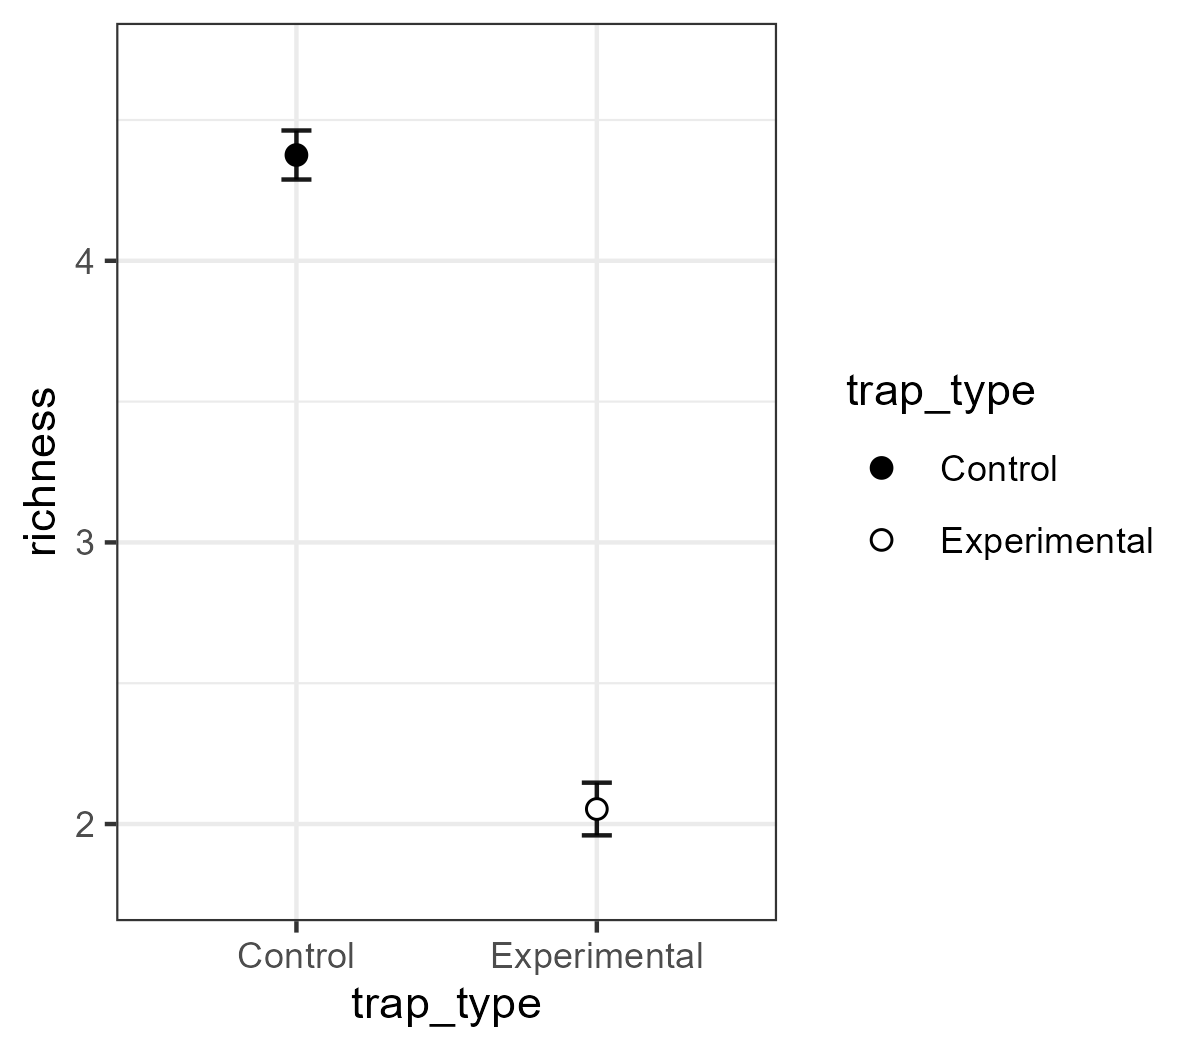 richness
4
3
2
Control
Experimental
trap_type
trap_type
Control
Experimental